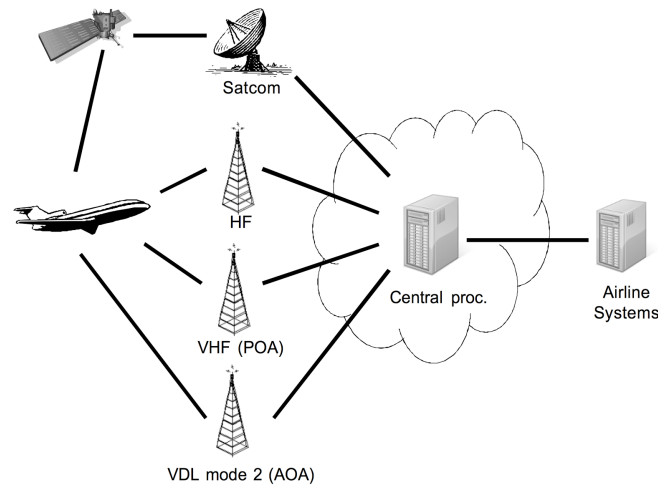 Satcom
HF
VHF (POA)
Central proc.
Airline
Systems
VDL mode 2 (AOA)